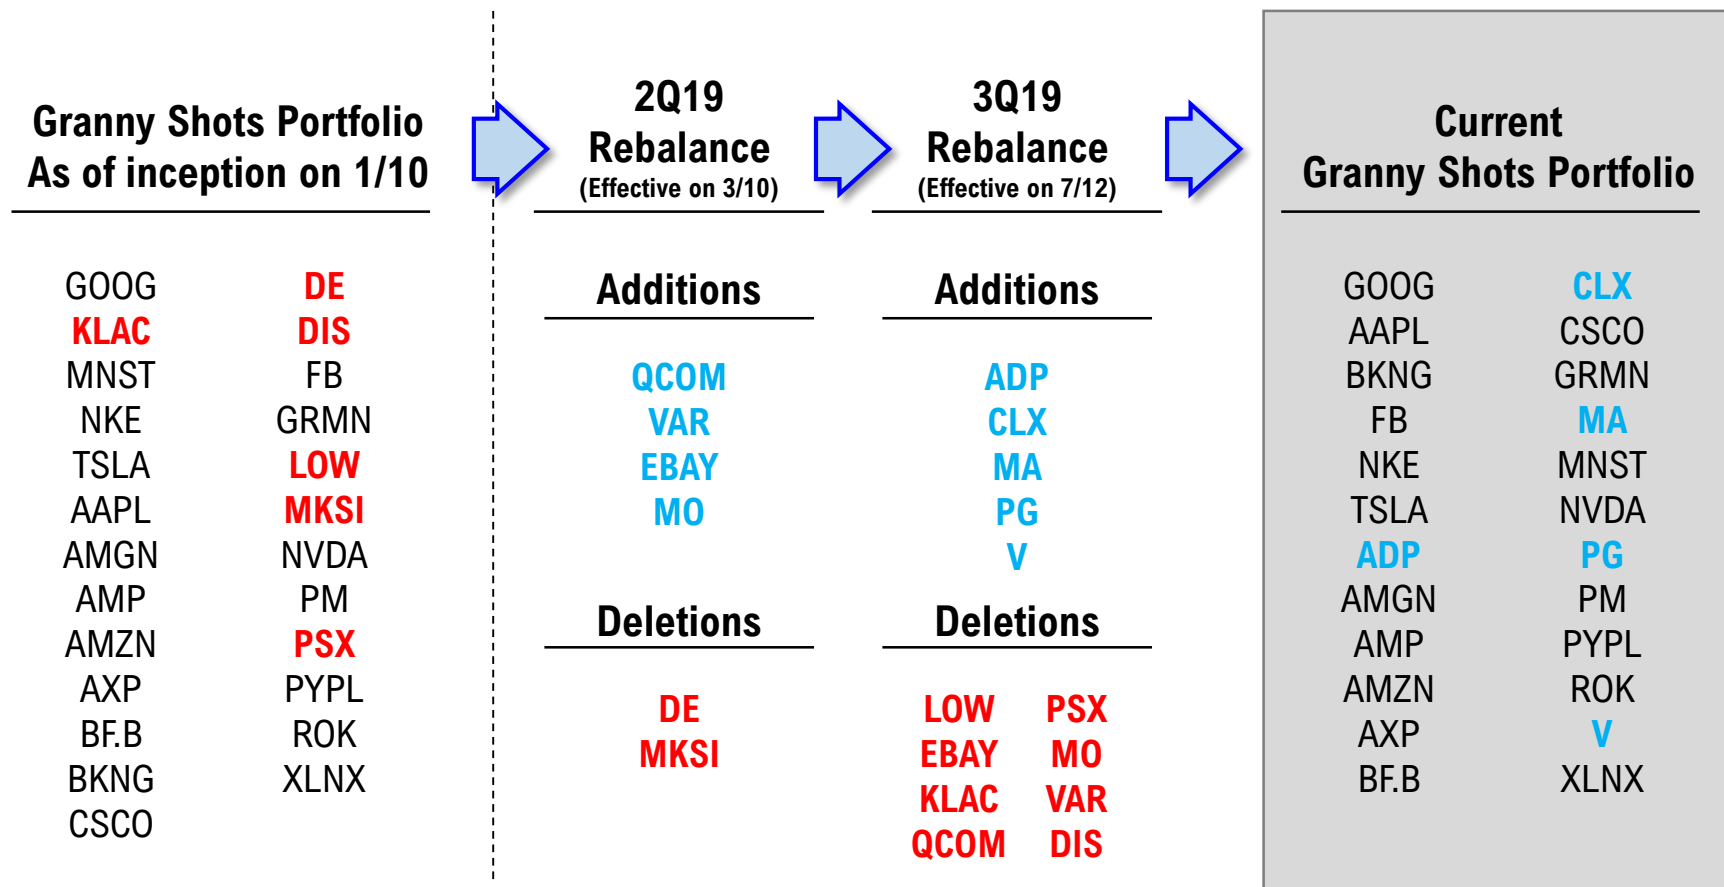 Granny Shots Portfolio
As of inception on 1/10
GOOG DE
KLAC DIS
MNST FB
NKE GRMN
TSLA LOW
AAPL MKSI
AMGN NVDA
AMP PM
AMZN PSX
AXP PYPL
BF.B ROK
BKNG XLNX
CSCO
2Q19
Rebalance
(Effective on 3/10)
Additions
QCOM
VAR
EBAY
MO
Deletions
DE
MKSI
3Q19
Rebalance
(Effective on 7/12)
Additions
ADP
CLX
MA
PG
V
Deletions
LOW PSX
EBAY MO
KLAC VAR
QCOM DIS
Current
Granny Shots Portfolio
GOOG CLX
AAPL CSCO
BKNG GRMN
FB MA
NKE MNST
TSLA NVDA
ADP PG
AMGN PM
AMP PYPL
AMZN ROK
AXP V
BF.B XLNX